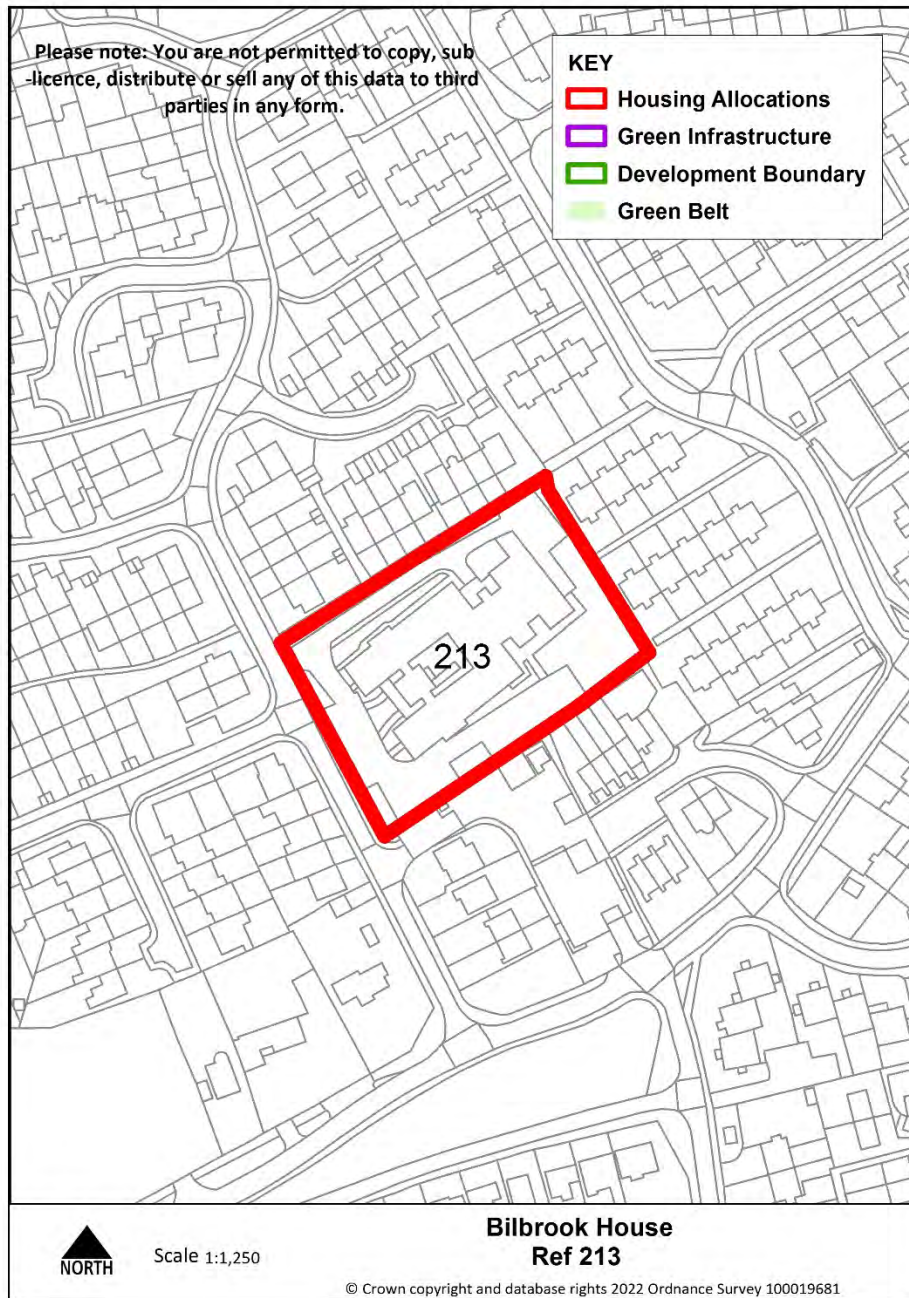 Please note: You are not permitted to copy, sub
-licence, distribute or sell any of this data to third
parties in any form.
KEY
Housing Allocations
Green Infrastructure
Development Boundary
Green Belt
213
NORTH
Scale 1:1,250
Bilbrook House
Ref 213
© Crown copyright and database rights 2022 Ordnance Survey 100019681